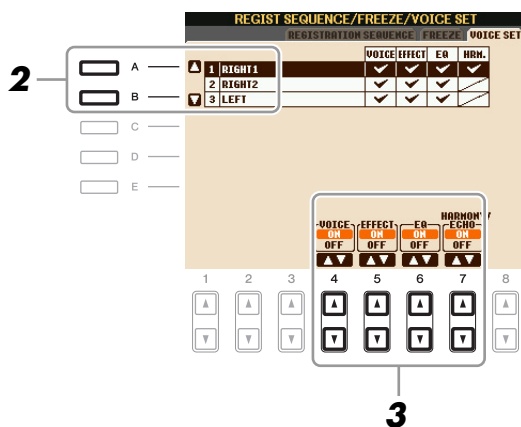 REGIST SEQUENCE/FREEZE/VOICE SET
REGISTRATION SEQUENCE FREEZE VOICE SET
VOICE EFFECT EQ HRM.
1 RIGHT1
2 RIGHT2
3 LEFT
2
A
B
C
D
E
VOICE EFFECT EQ HARMONY/
ECHO
ON ON ON ON
OFF OFF OFF OFF
1 2 3 4 5 6 7 8
3